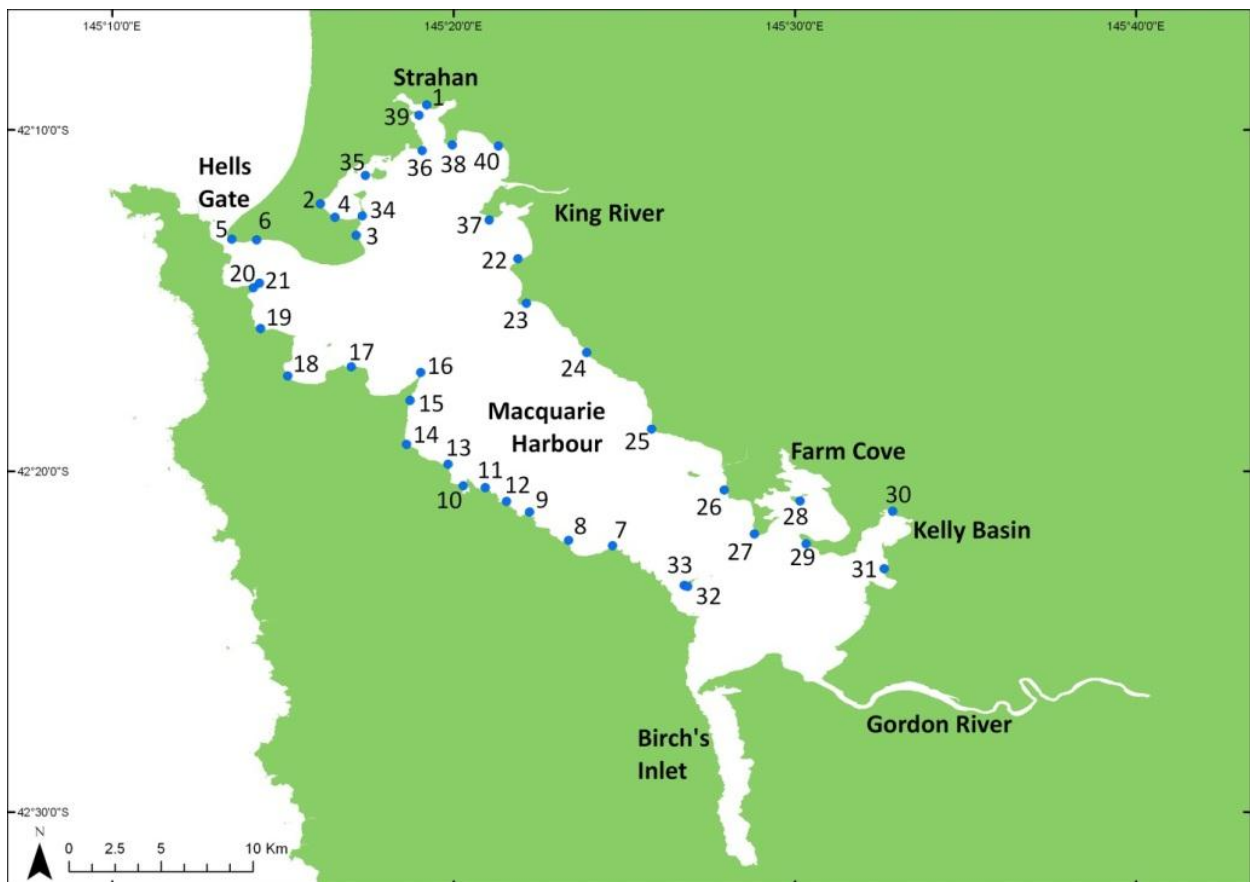 145°10'0"E 145°20'0"E 145°30'0"E 145°40'0"E
Strahan
1
39
42°10'0"S
36 38 40
35
Hells
Gate
2 4 34
3
King River
37
5 6
22
20 21
23
19
24
18 17 16
15
Macquarie
Harbour
25
14
13
Farm Cove
42°20'0"S
10 11 12 9
26
28
30
Kelly Basin
8 7
27
29
31
33
32
Gordon River
Birch's
Inlet
42°30'0"S
N
0 2.5 5 10 Km